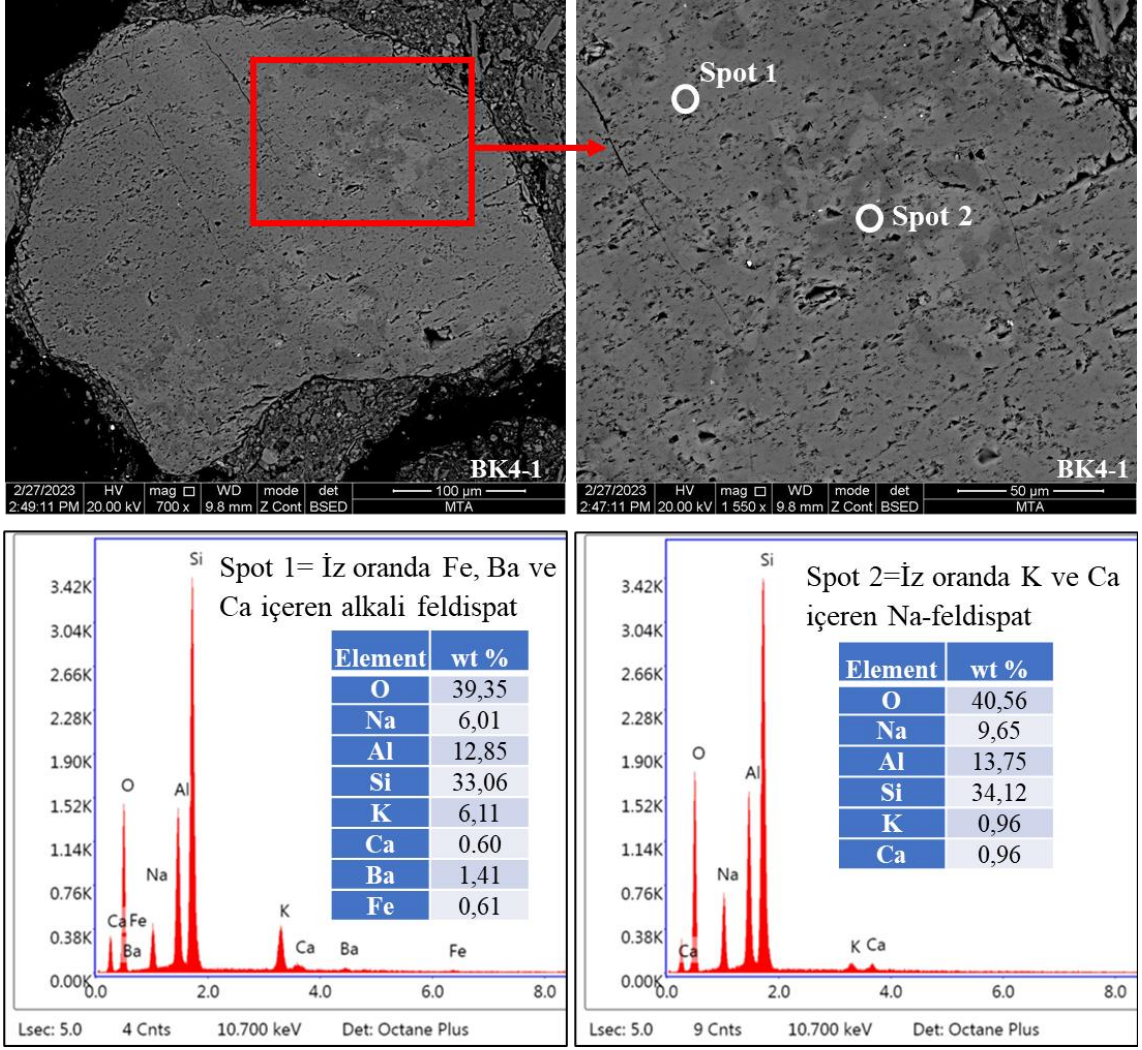 Spot 1
Spot 2
BK4-1
2/27/2023 HV mag □ WD mode det 100 µm
2:49:11 PM 20.00 kV 700 x 9.8 mm Z Cont BSED MTA
BK4-1
2/27/2023 HV mag □ WD mode det 50 µm
2:47:11 PM 20.00 kV 1 550 x 9.8 mm Z Cont BSED MTA
Spot 1= İz oranda Fe, Ba ve
Ca içeren alkali feldispat
Element wt %
O 39,35
Na 6,01
Al 12,85
Si 33,06
K 6,11
Ca 0.60
Ba 1,41
Fe 0,61
3.42K
3.04K
2.66K
2.28K
1.90K
1.52K
1.14K
0.76K
0.38K
0.00K
Si
O
Al
Na
Ca Fe
Ba
K
Ca
Ba
Fe
0.0 2.0 4.0 6.0 8.0
Lsec: 5.0 4 Cnts 10.700 keV Det: Octane Plus
Spot 2=İz oranda K ve Ca
içeren Na-feldispat
Element wt %
O 40,56
Na 9,65
Al 13,75
Si 34,12
K 0,96
Ca 0,96
3.42K
3.04K
2.66K
2.28K
1.90K
1.52K
1.14K
0.76K
0.38K
0.00K
Si
O
Al
Na
Ca
K
Ca
0.0 2.0 4.0 6.0 8.0
Lsec: 5.0 9 Cnts 10.700 keV Det: Octane Plus